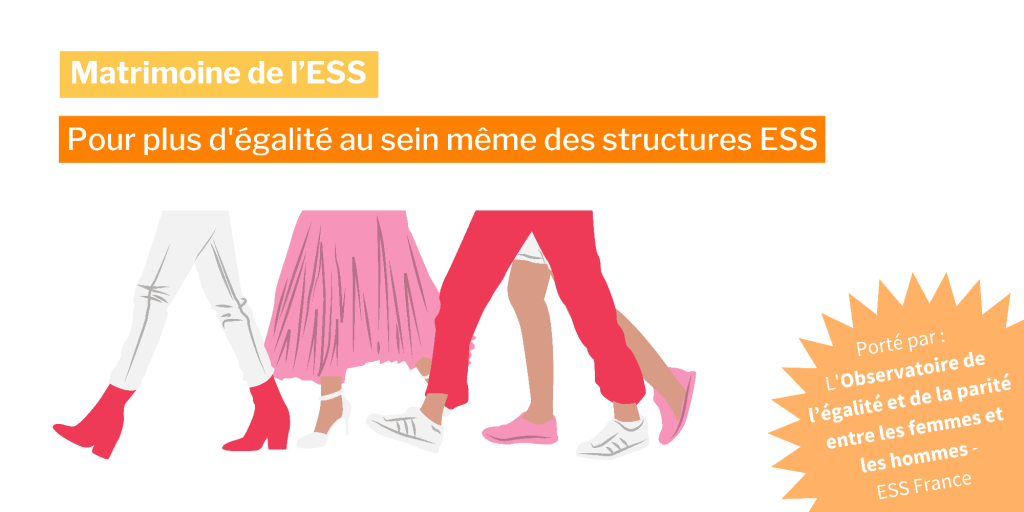 Matrimoine de l’ESS
Pour plus d'égalité au sein même des structures ESS
Porté par :
L'Observatoire de
l’égalité et de la parité
entre les femmes et
les hommes -
ESS France